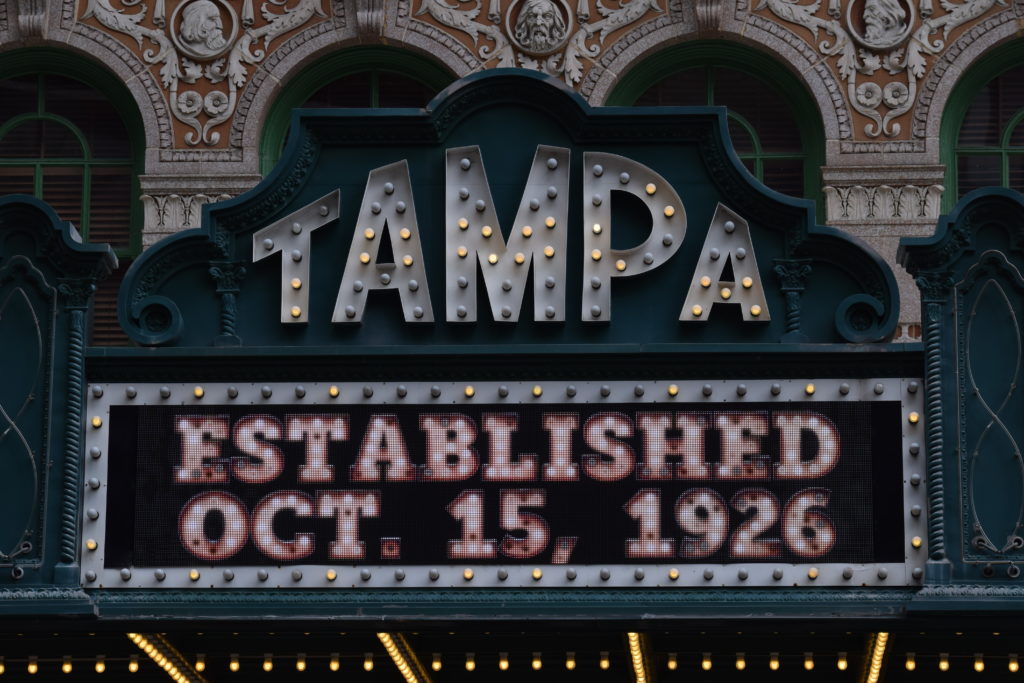 TAMPA
ESTABLISHED
OCT. 15, 1926